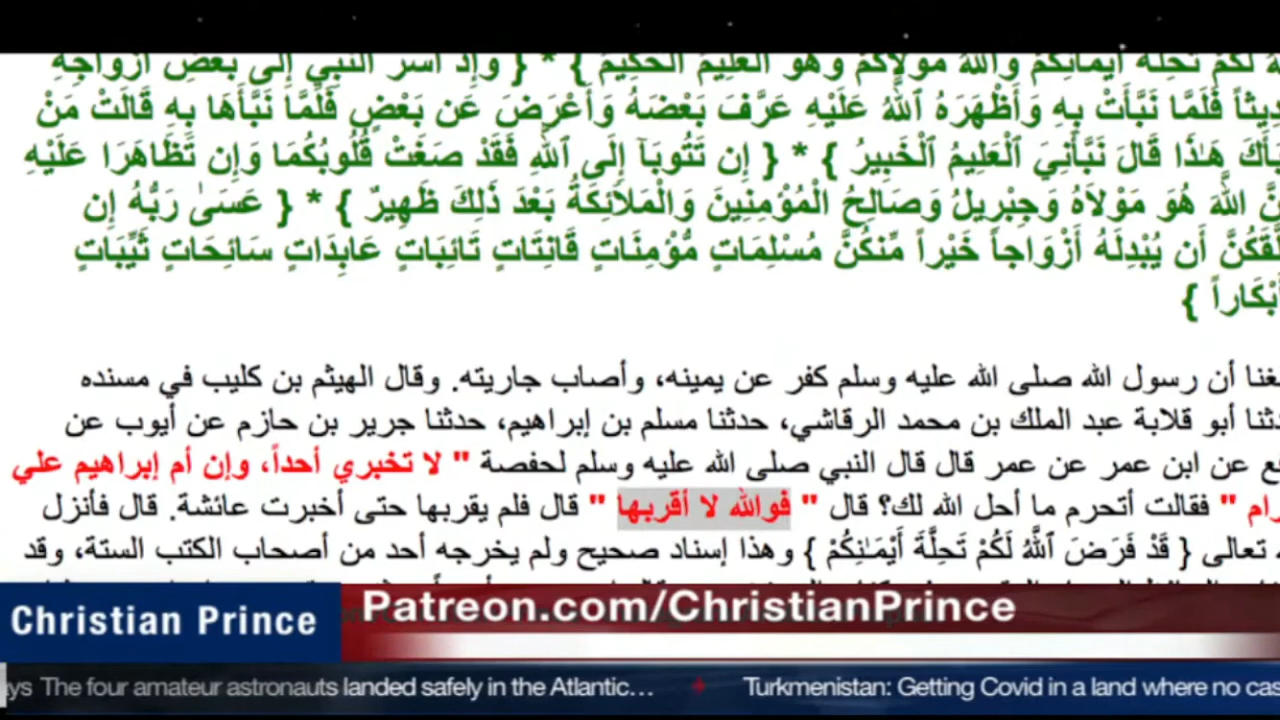 لَكُمْ تَحِلَّةَ أَيْمَانِكُمْ وَٱللَّهُ مَوْلاَكُمْ وَهُوَ ٱلْعَلِيمُ ٱلْحَكِيمُ } * { وَإِذَ أَسَرَّ ٱلنَّبِيُّ إِلَىٰ بَعْضِ أَزْوَاجِهِ
فَلَمَّا نَبَّأَتْ بِهِ وَأَظْهَرَهُ ٱللَّهُ عَلَيْهِ عَرَّفَ بَعْضَهُ وَأَعْرَضَ عَن بَعْضٍ فَلَمَّا نَبَّأَهَا بِهِ قَالَتْ مَنْ
هَـٰذَا قَالَ نَبَّأَنِيَ ٱلْعَلِيمُ ٱلْخَبِيرُ } * { إِن تَتُوبَآ إِلَى ٱللَّهِ فَقَدْ صَغَتْ قُلُوبُكُمَا وَإِن تَظَاهَرَا عَلَيْهِ
ٱللَّهَ هُوَ مَوْلاَهُ وَجِبْرِيلُ وَصَالِحُ ٱلْمُؤْمِنِينَ وَٱلْمَلاَئِكَةُ بَعْدَ ذَلِكَ ظَهِيرٌ } * { عَسَىٰ رَبُّهُ إِن
أَن يُبْدِلَهُ أَزْوَاجاً خَيْراً مِّنكُنَّ مُسْلِمَاتٍ مُّؤْمِنَاتٍ قَانِتَاتٍ تَائِبَاتٍ عَابِدَاتٍ سَائِحَاتٍ ثَيِّبَاتٍ
بْكَاراً }
أن رسول الله صلى الله عليه وسلم كفر عن يمينه، وأصاب جاريته. وقال الهيثم بن كليب في مسنده
أبو قلابة عبد الملك بن محمد الرقاشي، حدثنا مسلم بن إبراهيم، حدثنا جرير بن حازم عن أيوب عن
عن ابن عمر عن عمر قال قال النبي صلى الله عليه وسلم لحفصة " لا تخبري أحداً، وإن أم إبراهيم علي
رام " فقالت أتحرم ما أحل الله لك؟ قال " فوالله لا أقربها " قال فلم يقربها حتى أخبرت عائشة. قال فأنزل
تعالى { قَدْ فَرَضَ ٱللَّهُ لَكُمْ تَحِلَّةَ أَيْمَـٰنِكُمْ } وهذا إسناد صحيح ولم يخرجه أحد من أصحاب الكتب الستة، وقد
Christian Prince
Patreon.com/ChristianPrince
ys The four amateur astronauts landed safely in the Atlantic... Turkmenistan: Getting Covid in a land where no cas